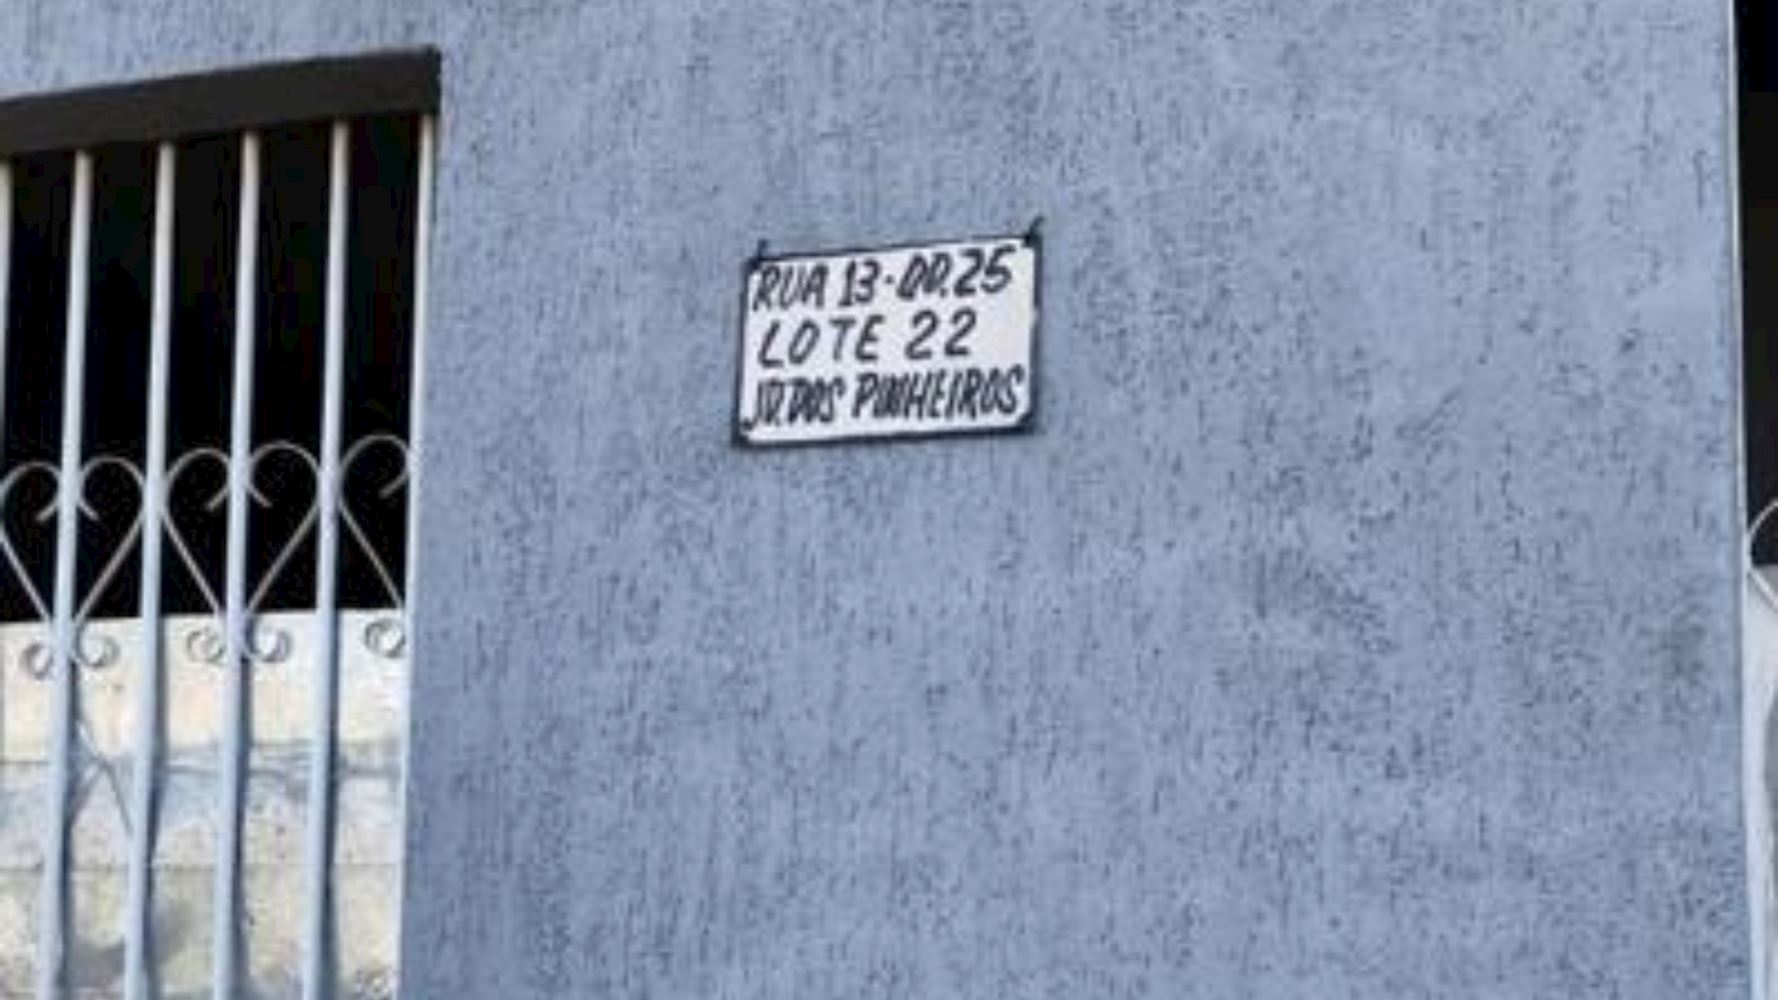 RUA 13-QD.25
LOTE 22
JD.DOS PINHEIROS